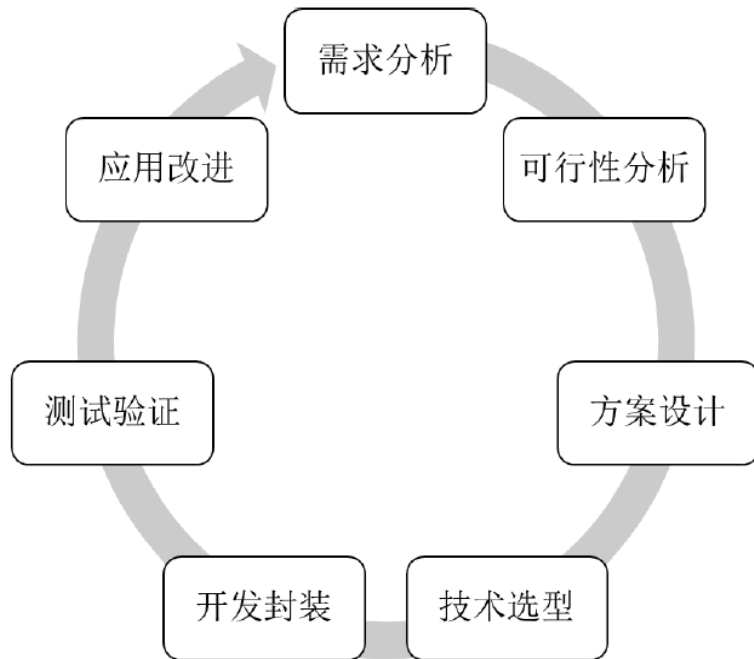 需求分析
可行性分析
方案设计
技术选型
开发封装
测试验证
应用改进